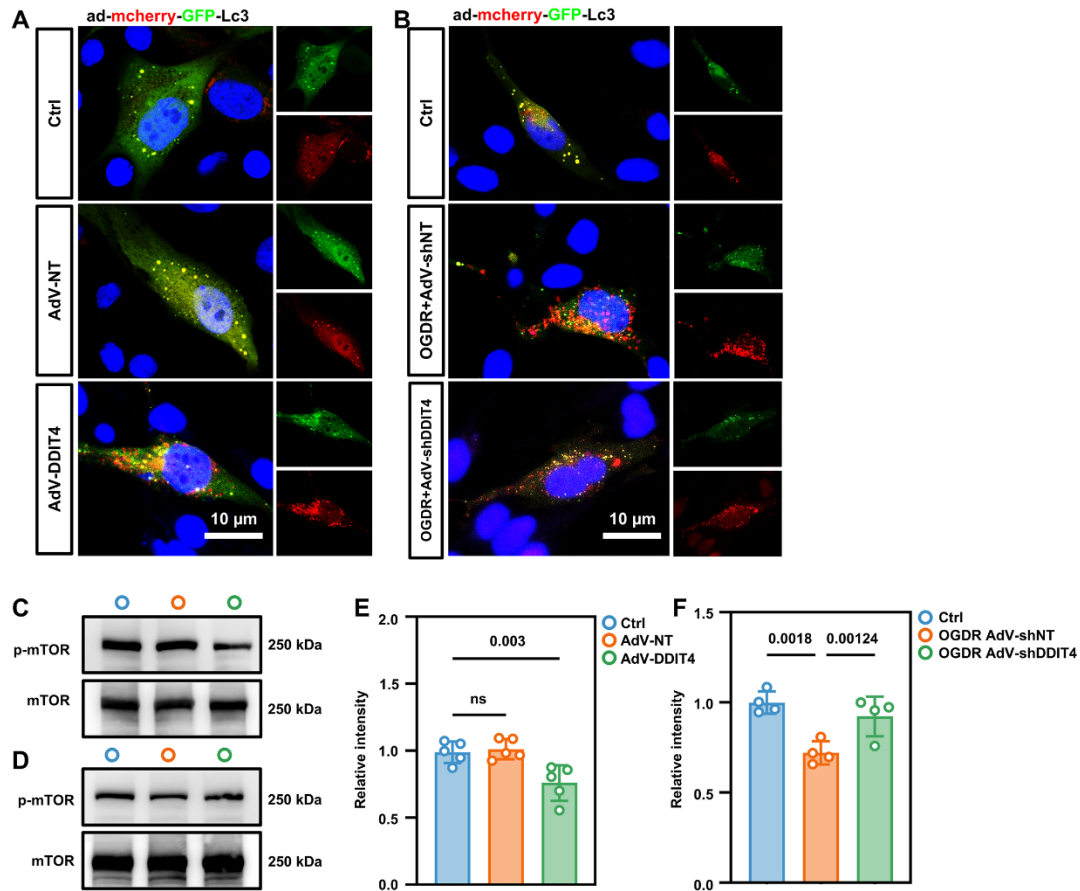 A
ad-mcherry-GFP-Lc3
Ctrl
AdV-NT
AdV-DDIT4
10 μm
B
ad-mcherry-GFP-Lc3
Ctrl
OGDR+AdV-shNT
OGDR+AdV-shDDIT4
10 μm
C
p-mTOR
250 kDa
mTOR
250 kDa
D
p-mTOR
250 kDa
mTOR
250 kDa
E
Relative intensity
2.0
1.5
1.0
0.5
0.0
0.003
ns
Ctrl
AdV-NT
AdV-DDIT4
F
Relative intensity
1.5
1.0
0.5
0.0
0.0018
0.00124
Ctrl
OGDR AdV-shNT
OGDR AdV-shDDIT4